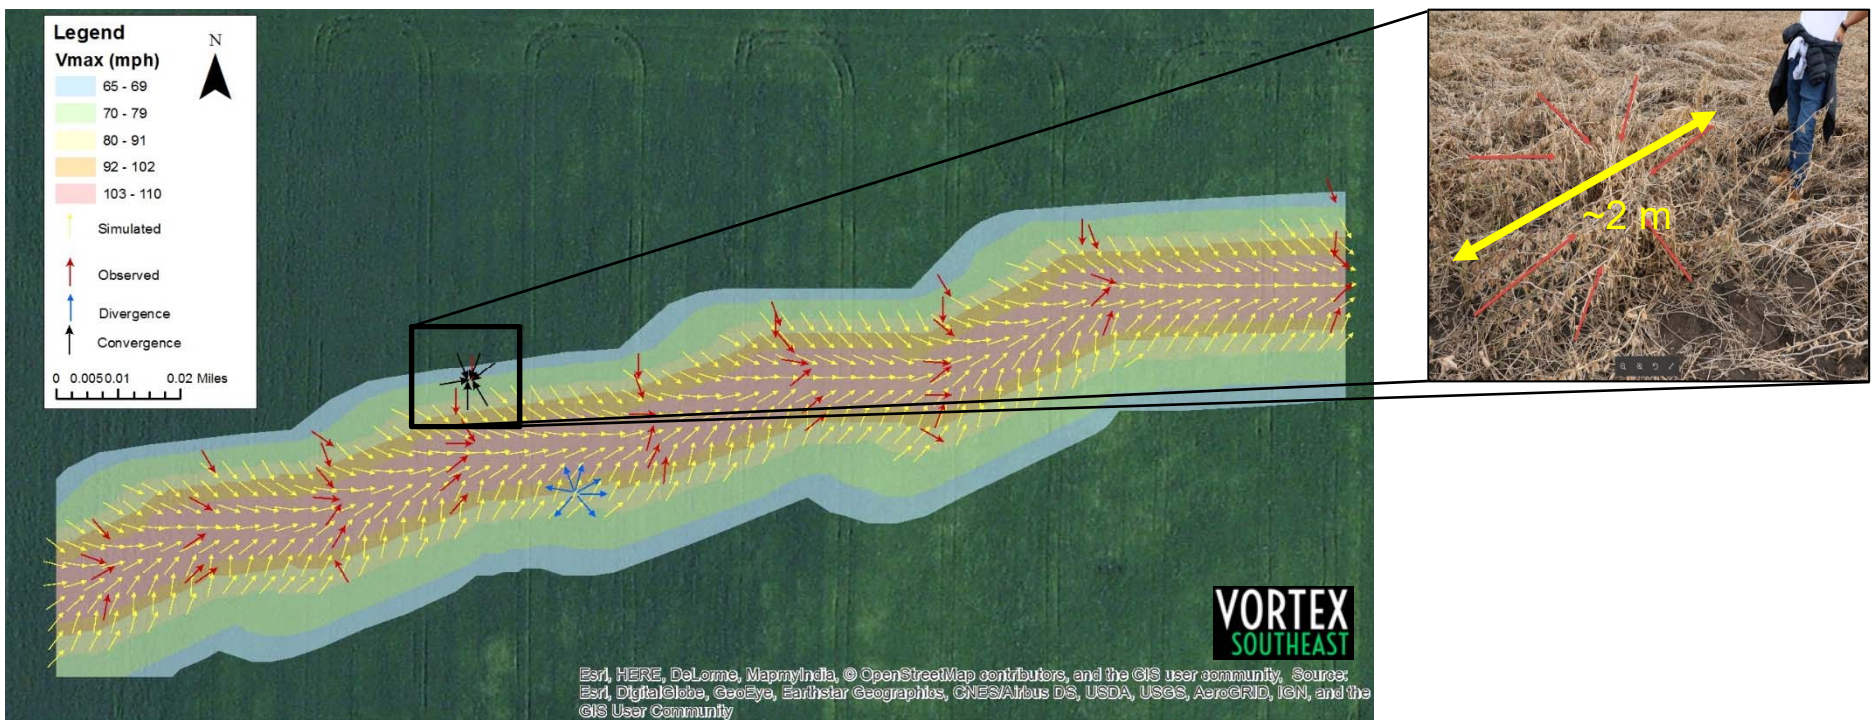 Legend
Vmax (mph)
65 - 69
70 - 79
80 - 91
92 - 102
103 - 110
Simulated
Observed
Divergence
Convergence
N
0 0.0050.01 0.02 Miles
~2 m
VORTEX
SOUTHEAST
Esri, HERE, DeLorme, MapmyIndia, © OpenStreetMap contributors, and the GIS user community, Source:
Esri, DigitalGlobe, GeoEye, Earthstar Geographics, CNES/Airbus DS, USDA, USGS, AeroGRID, IGN, and the
GIS User Community